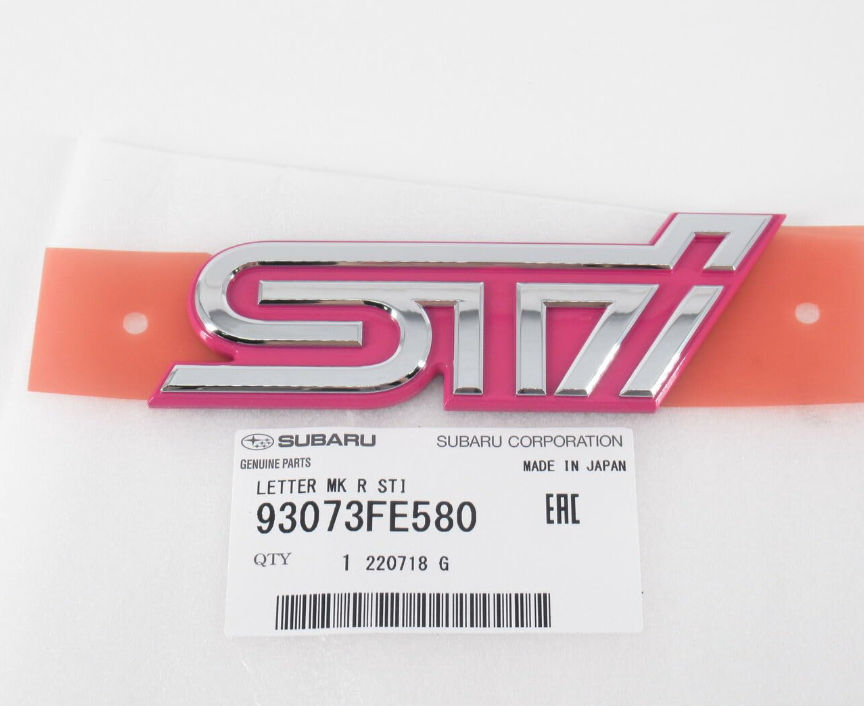 STi
SUBARU SUBARU CORPORATION
GENUINE PARTS MADE IN JAPAN
LETTER MK R STI
93073FE580 EAC
QTY 1 220718 G